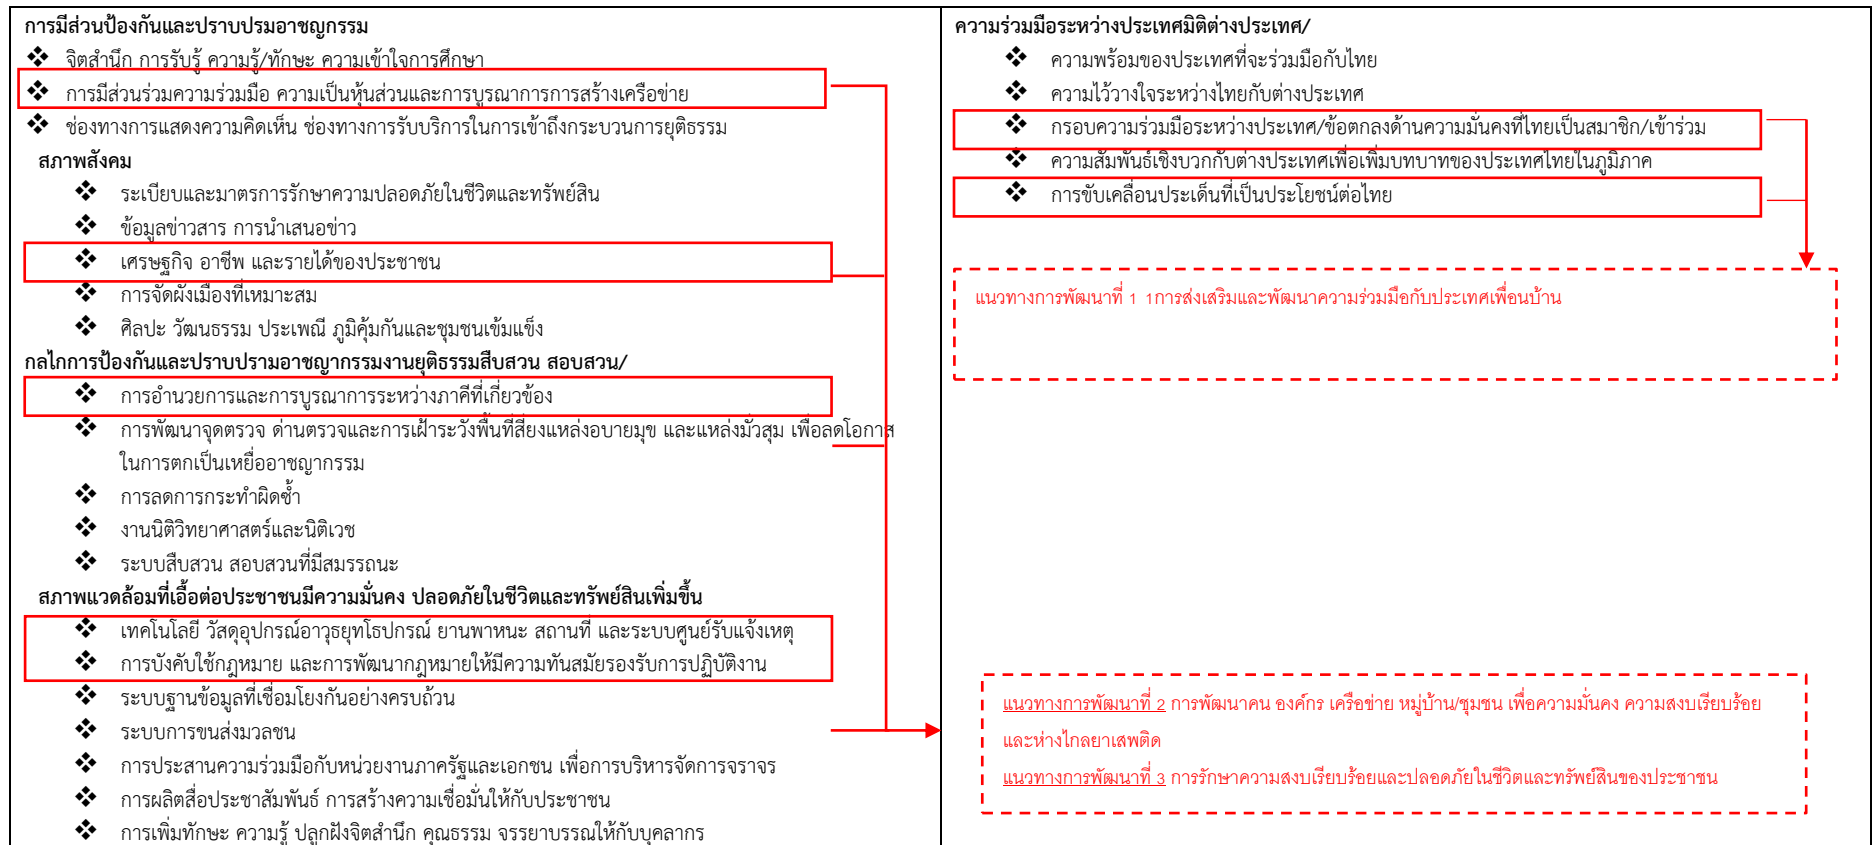 การมีส่วนป้องกันและปราบปรมอาชญกรรม
❖ จิตสำนึก การรับรู้ ความรู้/ทักษะ ความเข้าใจการศึกษา
❖ การมีส่วนร่วมความร่วมมือ ความเป็นหุ้นส่วนและการบูรณาการการสร้างเครือข่าย
❖ ช่องทางการแสดงความคิดเห็น ช่องทางการรับบริการในการเข้าถึงกระบวนการยุติธรรม
สภาพสังคม
❖ ระเบียบและมาตรการรักษาความปลอดภัยในชีวิตและทรัพย์สิน
❖ ข้อมูลข่าวสาร การนำเสนอข่าว
❖ เศรษฐกิจ อาชีพ และรายได้ของประชาชน
❖ การจัดผังเมืองที่เหมาะสม
❖ ศิลปะ วัฒนธรรม ประเพณี ภูมิคุ้มกันและชุมชนเข้มแข็ง
กลไกการป้องกันและปราบปรามอาชญากรรมงานยุติธรรมสืบสวน สอบสวน/
❖ การอำนวยการและการบูรณาการระหว่างภาคีที่เกี่ยวข้อง
❖ การพัฒนาจุดตรวจ ด่านตรวจและการเฝ้าระวังพื้นที่สี่ยงแหล่งอบายมุข และแหล่งมั่วสุม เพื่อลดโอกาส
ในการตกเป็นเหยื่ออาชญากรรม
❖ การลดการกระทำผิดซ้ำ
❖ งานนิติวิทยาศาสตร์และนิติเวช
❖ ระบบสืบสวน สอบสวนที่มีสมรรถนะ
สภาพแวดล้อมที่เอื้อต่อประชาชนมีความมั่นคง ปลอดภัยในชีวิตและทรัพย์สินเพิ่มขึ้น
❖ เทคโนโลยี วัสดุอุปกรณ์อาวุธยุทโธปกรณ์ ยานพาหนะ สถานที่ และระบบศูนย์รับแจ้งเหตุ
❖ การบังคับใช้กฎหมาย และการพัฒนากฎหมายให้มีความทันสมัยรองรับการปฏิบัติงาน
❖ ระบบฐานข้อมูลที่เชื่อมโยงกันอย่างครบถ้วน
❖ ระบบการขนส่งมวลชน
❖ การประสานความร่วมมือกับหน่วยงานภาครัฐและเอกชน เพื่อการบริหารจัดการจราจร
❖ การผลิตสื่อประชาสัมพันธ์ การสร้างความเชื่อมั่นให้กับประชาชน
❖ การเพิ่มทักษะ ความรู้ ปลูกฝังจิตสำนึก คุณธรรม จรรยาบรรณให้กับบุคลากร
ความร่วมมือระหว่างประเทศมิติต่างประเทศ/
❖ ความพร้อมของประเทศที่จะร่วมมือกับไทย
❖ ความไว้วางใจระหว่างไทยกับต่างประเทศ
❖ กรอบความร่วมมือระหว่างประเทศ/ข้อตกลงด้านความมั่นคงที่ไทยเป็นสมาชิก/เข้าร่วม
❖ ความสัมพันธ์เชิงบวกกับต่างประเทศเพื่อเพิ่มบทบาทของประเทศไทยในภูมิภาค
❖ การขับเคลื่อนประเด็นที่เป็นประโยชน์ต่อไทย
แนวทางการพัฒนาที่ 1 1การส่งเสริมและพัฒนาความร่วมมือกับประเทศเพื่อนบ้าน
แนวทางการพัฒนาที่ 2 การพัฒนาคน องค์กร เครือข่าย หมู่บ้าน/ชุมชน เพื่อความมั่นคง ความสงบเรียบร้อย
และห่างไกลยาเสพติด
แนวทางการพัฒนาที่ 3 การรักษาความสงบเรียบร้อยและปลอดภัยในชีวิตและทรัพย์สินของประชาชน